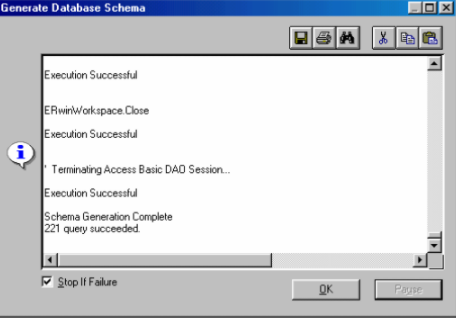 Generate Database Schema
Execution Successful
ERwinWorkspace.Close
Execution Successful
' Terminating Access Basic DAO Session...
Execution Successful
Schema Generation Complete
221 query succeeded.
Stop If Failure
OK
Pause